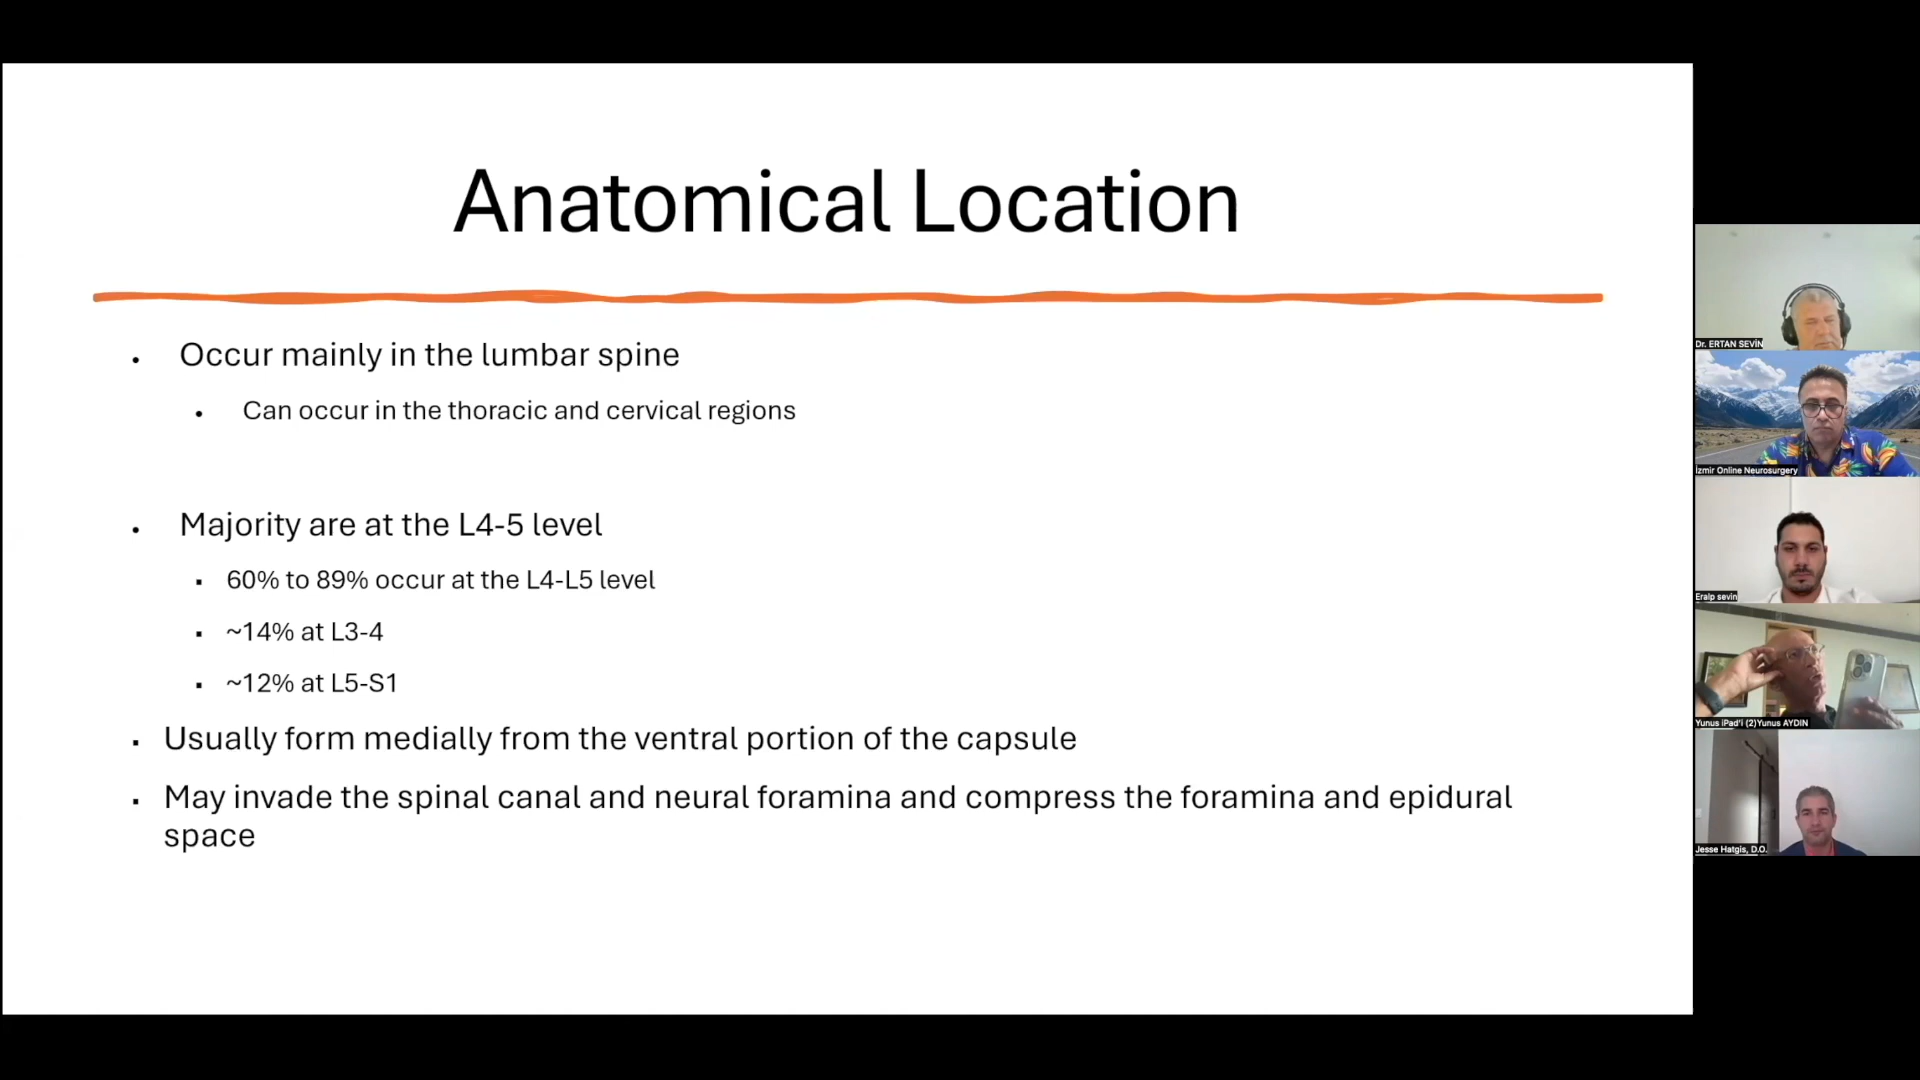 Anatomical Location
• Occur mainly in the lumbar spine
• Can occur in the thoracic and cervical regions
• Majority are at the L4-5 level
▪ 60% to 89% occur at the L4-L5 level
▪ ~14% at L3-4
▪ ~12% at L5-S1
▪ Usually form medially from the ventral portion of the capsule
▪ May invade the spinal canal and neural foramina and compress the foramina and epidural
space
Dr. ERTAN SEVİN
İzmir Online Neurosurgery
Eralp sevin
Yunus iPad'i (2)Yunus AYDIN
Jesse Hatgis, D.O.